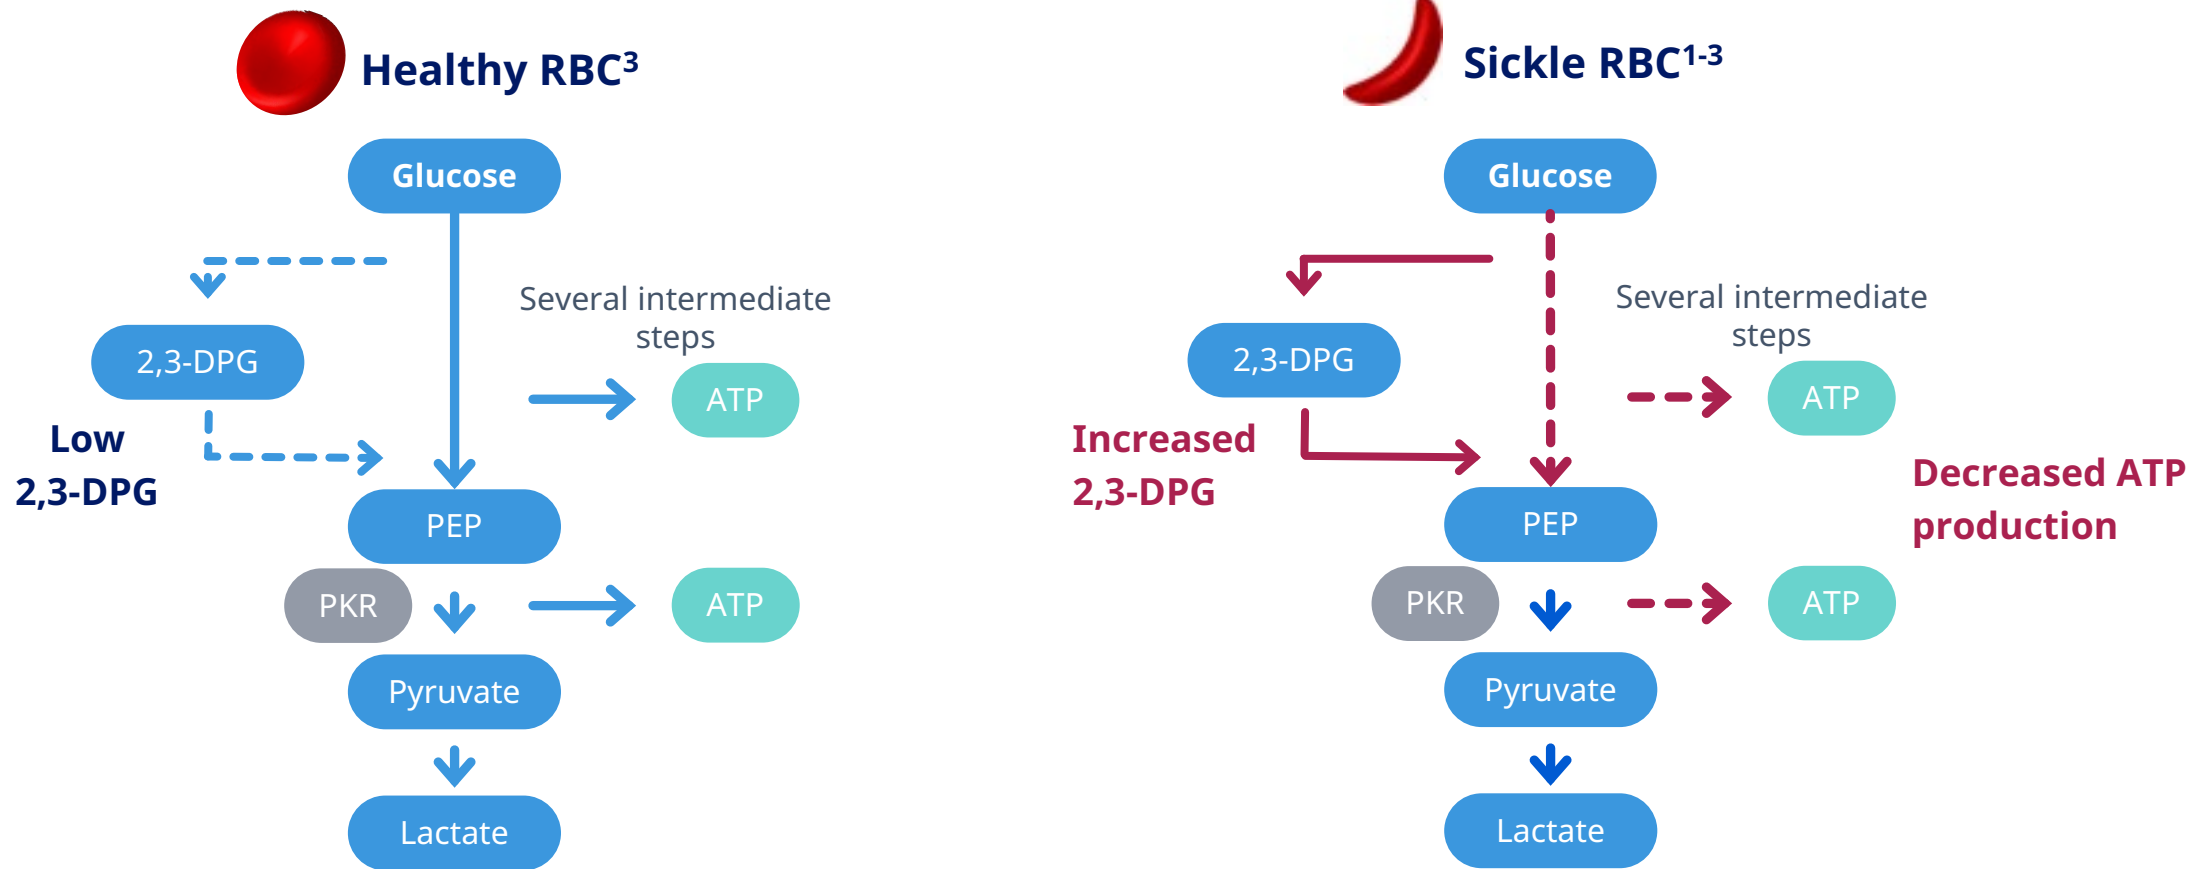 Healthy RBC³
Glucose
Several intermediate
steps
2,3-DPG
ATP
Low
2,3-DPG
PEP
PKR
ATP
Pyruvate
Lactate
Sickle RBC¹⁻³
Glucose
Several intermediate
steps
2,3-DPG
ATP
Increased
2,3-DPG
Decreased ATP
production
PEP
PKR
ATP
Pyruvate
Lactate